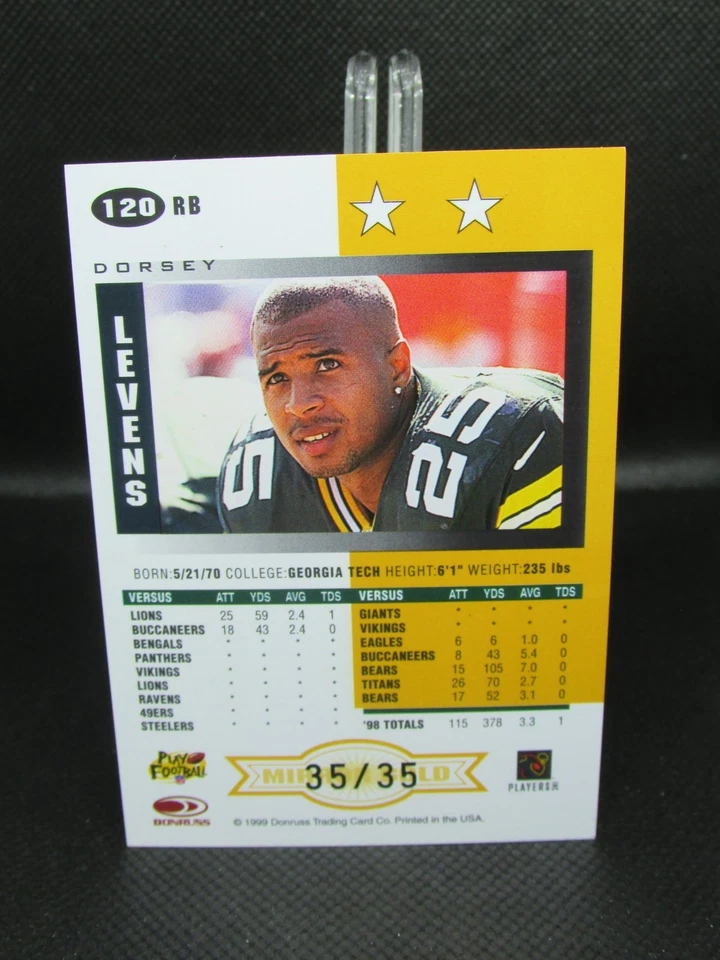 120 RB
DORSEY
LEVENS
25
25
BORN:5/21/70 COLLEGE:GEORGIA TECH HEIGHT:6'1" WEIGHT:235 lbs
VERSUS ATT YDS AVG TDS
LIONS 25 59 2.4 1
BUCCANEERS 18 43 2.4 0
BENGALS * * * *
PANTHERS * * * *
VIKINGS * * * *
LIONS * * * *
RAVENS * * * *
49ERS * * * *
STEELERS * * * *
VERSUS ATT YDS AVG TDS
GIANTS * * * *
VIKINGS * * * *
EAGLES 6 6 1.0 0
BUCCANEERS 8 43 5.4 0
BEARS 15 105 7.0 0
TITANS 26 70 2.7 0
BEARS 17 52 3.1 0
'98 TOTALS 115 378 3.3 1
PLAY
FOOTBALL
35/35
PLAYERS INC
DONRUSS
© 1999 Donruss Trading Card Co. Printed in the USA.